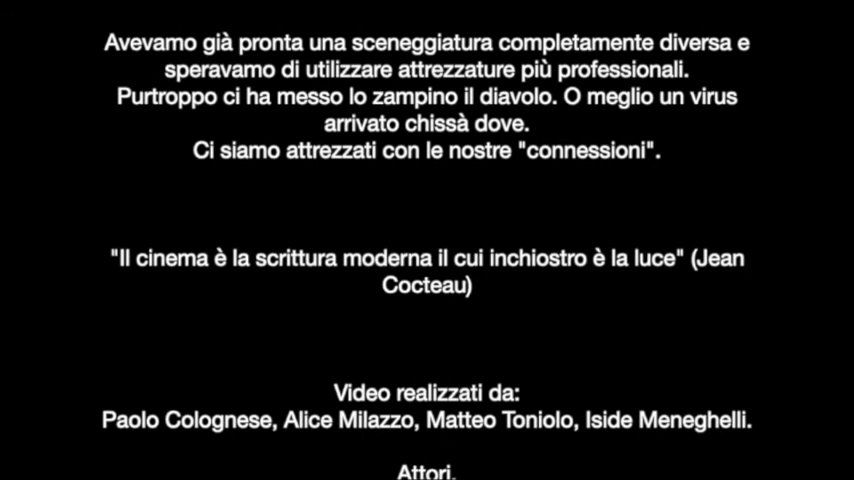 Avevamo già pronta una sceneggiatura completamente diversa e
speravamo di utilizzare attrezzature più professionali.
Purtroppo ci ha messo lo zampino il diavolo. O meglio un virus
arrivato chissà dove.
Ci siamo attrezzati con le nostre "connessioni".
"Il cinema è la scrittura moderna il cui inchiostro è la luce" (Jean
Cocteau)
Video realizzati da:
Paolo Colognese, Alice Milazzo, Matteo Toniolo, Iside Meneghelli.
Attori.